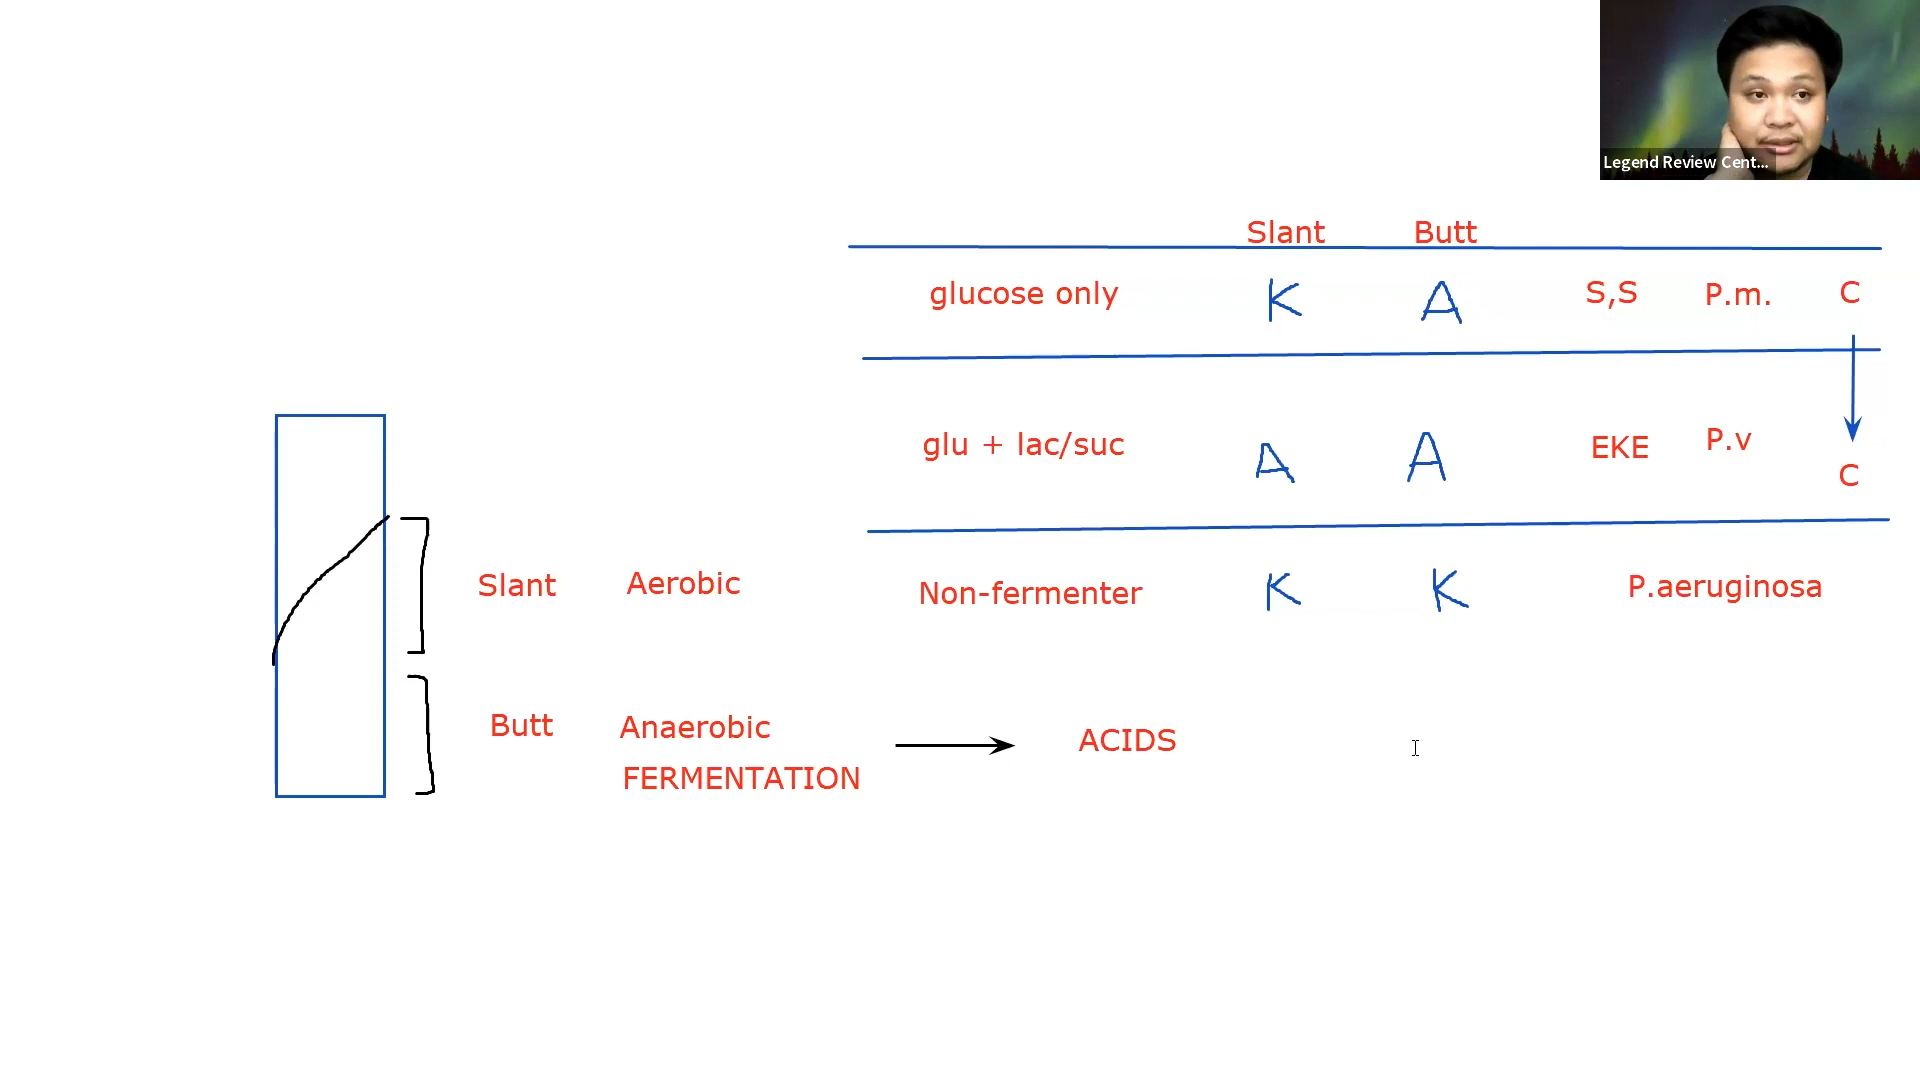 Legend Review Cent...
Slant Butt
glucose only K A S,S P.m. C
glu + lac/suc A A EKE P.v
C
Non-fermenter K K P.aeruginosa
Slant Aerobic
Butt Anaerobic ACIDS
FERMENTATION